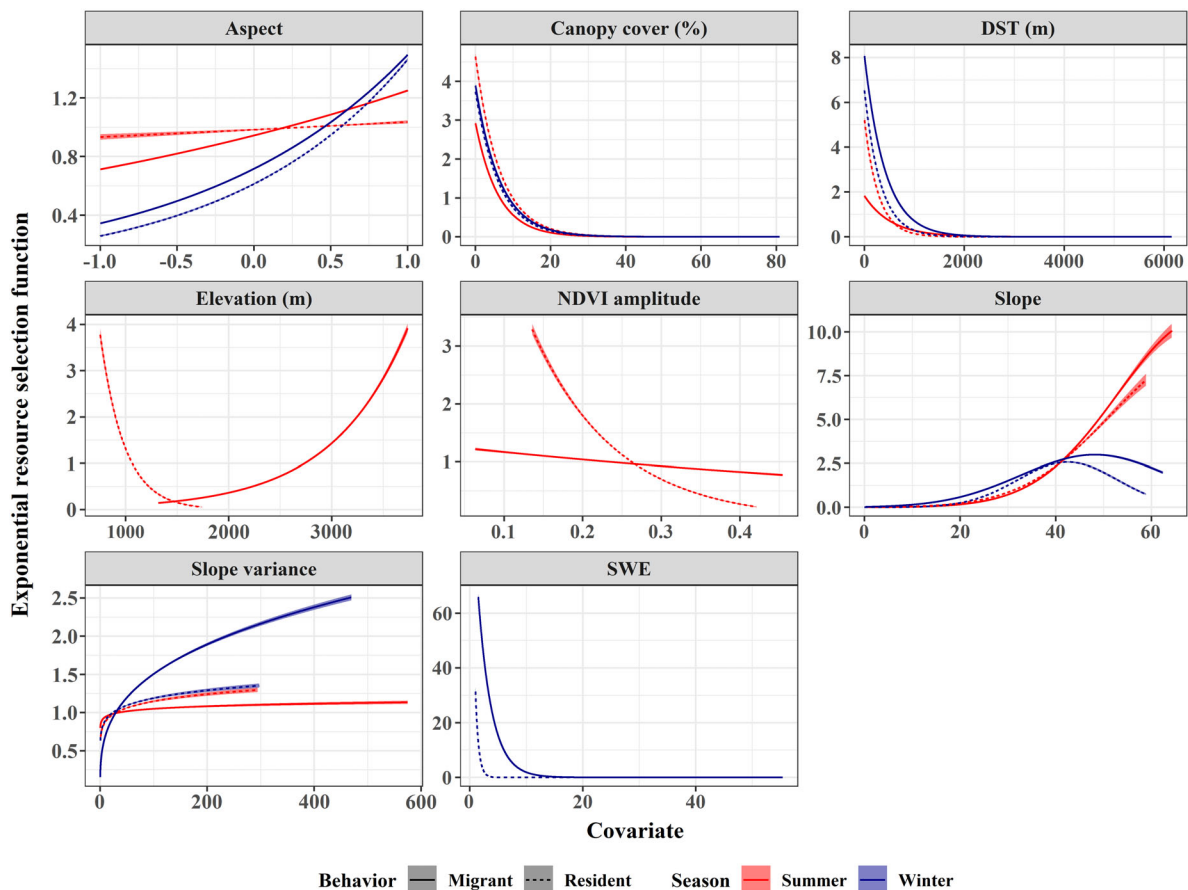 Exponential resource selection function
Aspect
1.2
0.8
0.4
-1.0 -0.5 0.0 0.5 1.0
Canopy cover (%)
4
3
2
1
0
0 20 40 60 80
DST (m)
8
6
4
2
0
0 2000 4000 6000
Elevation (m)
4
3
2
1
0
1000 2000 3000
NDVI amplitude
3
2
1
0.1 0.2 0.3 0.4
Slope
10.0
7.5
5.0
2.5
0.0
0 20 40 60
Slope variance
2.5
2.0
1.5
1.0
0.5
0 200 400 600
SWE
60
40
20
0
0 20 40
Covariate
Behavior Migrant Resident Season Summer Winter